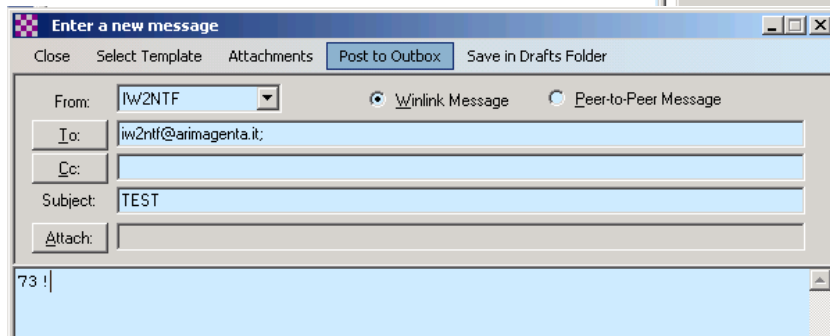 Enter a new message
Close Select Template Attachments Post to Outbox Save in Drafts Folder
From: IW2NTF Winlink Message Peer-to-Peer Message
To: iw2ntf@arimagenta.it;
Cc:
Subject: TEST
Attach:
73 !